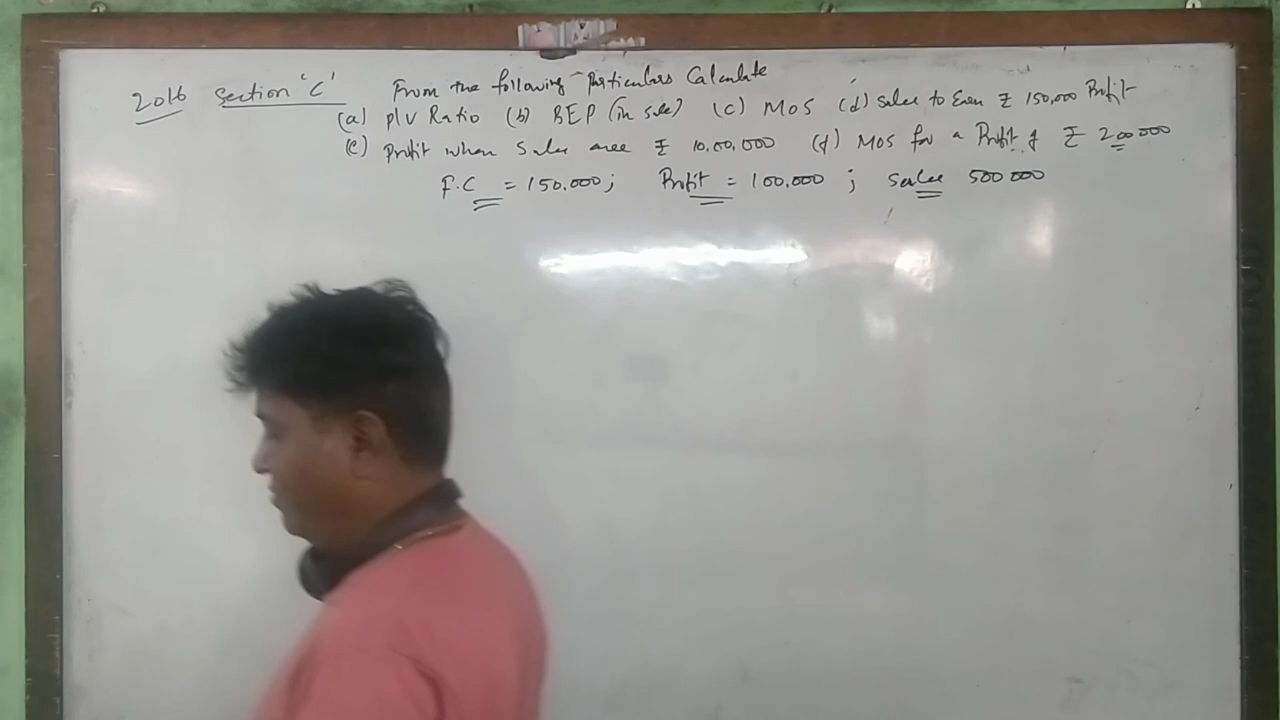 2016 Section 'C' From the following Particulars Calculate
(a) P/V Ratio (b) BEP (in sale) (c) MOS (d) Sales to Earn ₹ 150,000 Profit
(e) Profit when Sales are ₹ 10,00,000 (f) MOS for a Profit of ₹ 200000
F.C = 150.000; Profit = 100.000 ; Sales 500000